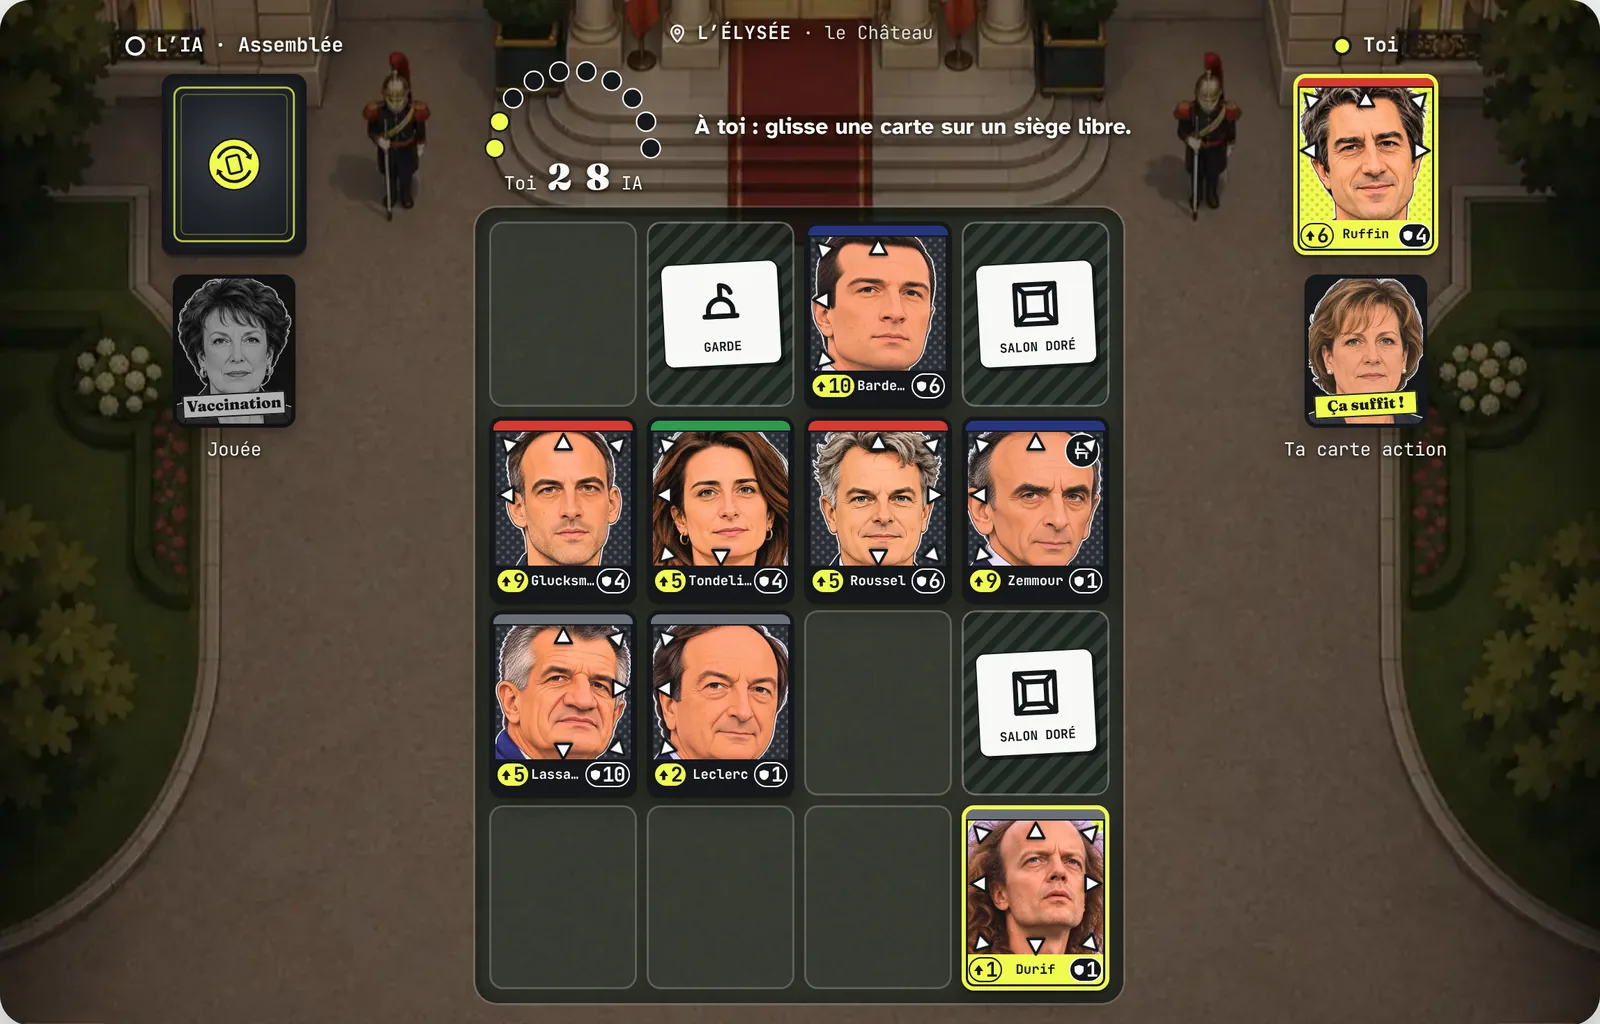 L'IA · Assemblée
L'ÉLYSÉE · le Château
Toi
À toi : glisse une carte sur un siège libre.
Toi 2 8 IA
6 Ruffin 4
Vaccination
Jouée
Ça suffit !
Ta carte action
GARDE
10 Barde… 6
SALON DORÉ
9 Glucksm… 4
5 Tondeli… 4
5 Roussel 6
9 Zemmour 1
5 Lassa… 10
2 Leclerc 1
SALON DORÉ
1 Durif 1